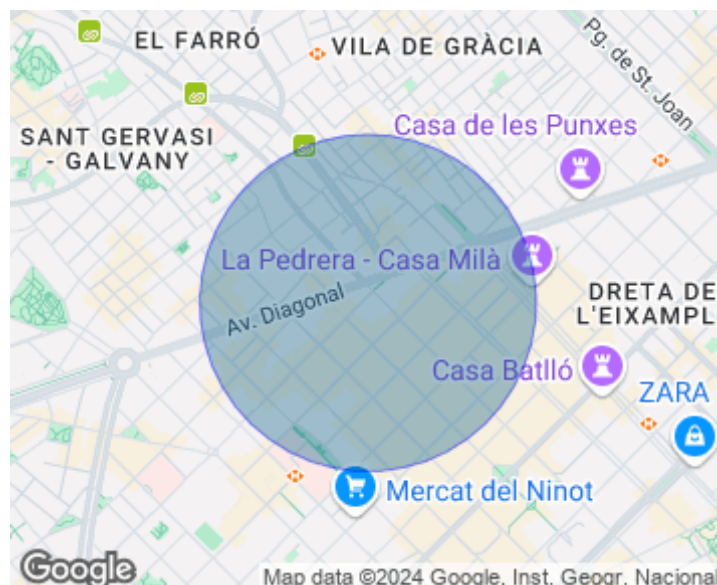 EL FARRÓ
VILA DE GRÀCIA
Pg. de St. Joan
SANT GERVASI
- GALVANY
Casa de les Punxes
La Pedrera - Casa Milà
Av. Diagonal
DRETA DE
L'EIXAMPL
Casa Batlló
ZARA
Mercat del Ninot
Google
Map data ©2024 Google, Inst. Geogr. Nacional